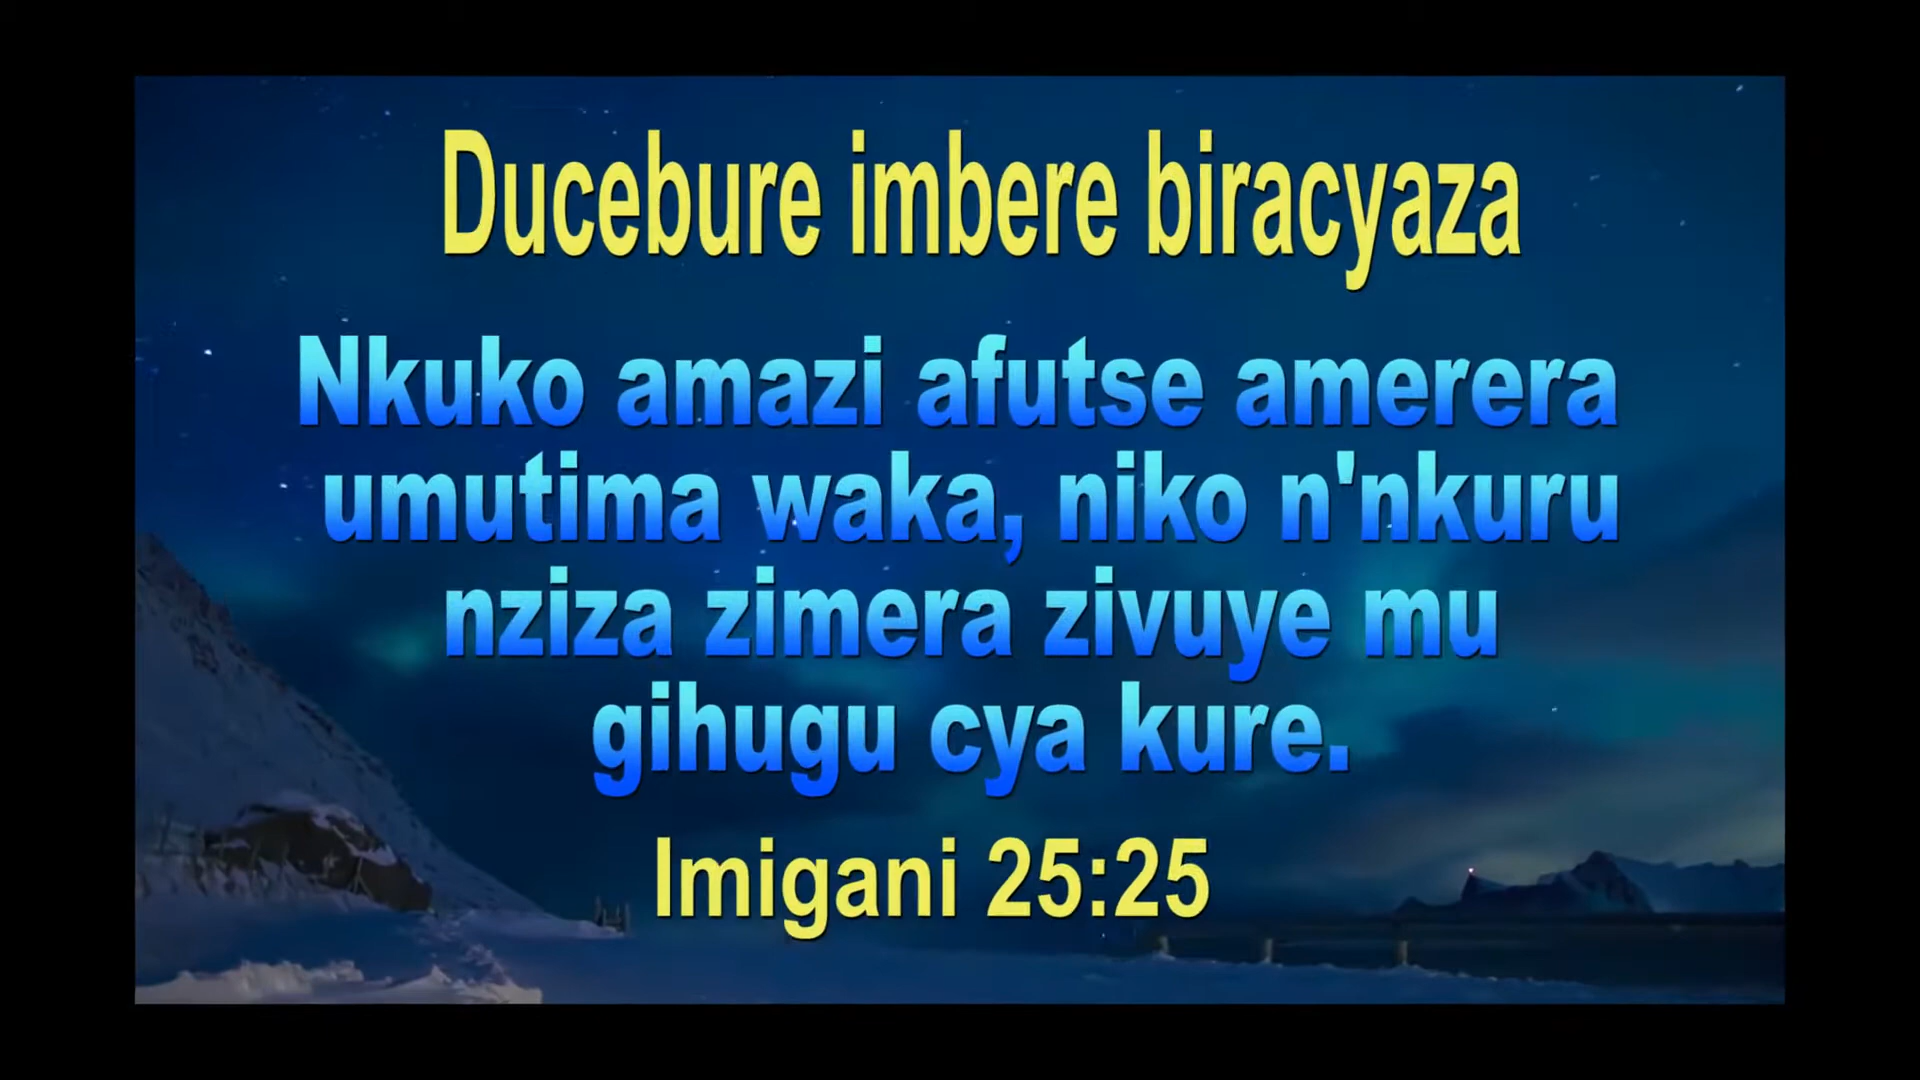 Ducebure imbere biracyaza
Nkuko amazi afutse amerera
umutima waka, niko n'nkuru
nziza zimera zivuye mu
gihugu cya kure.
Imigani 25:25